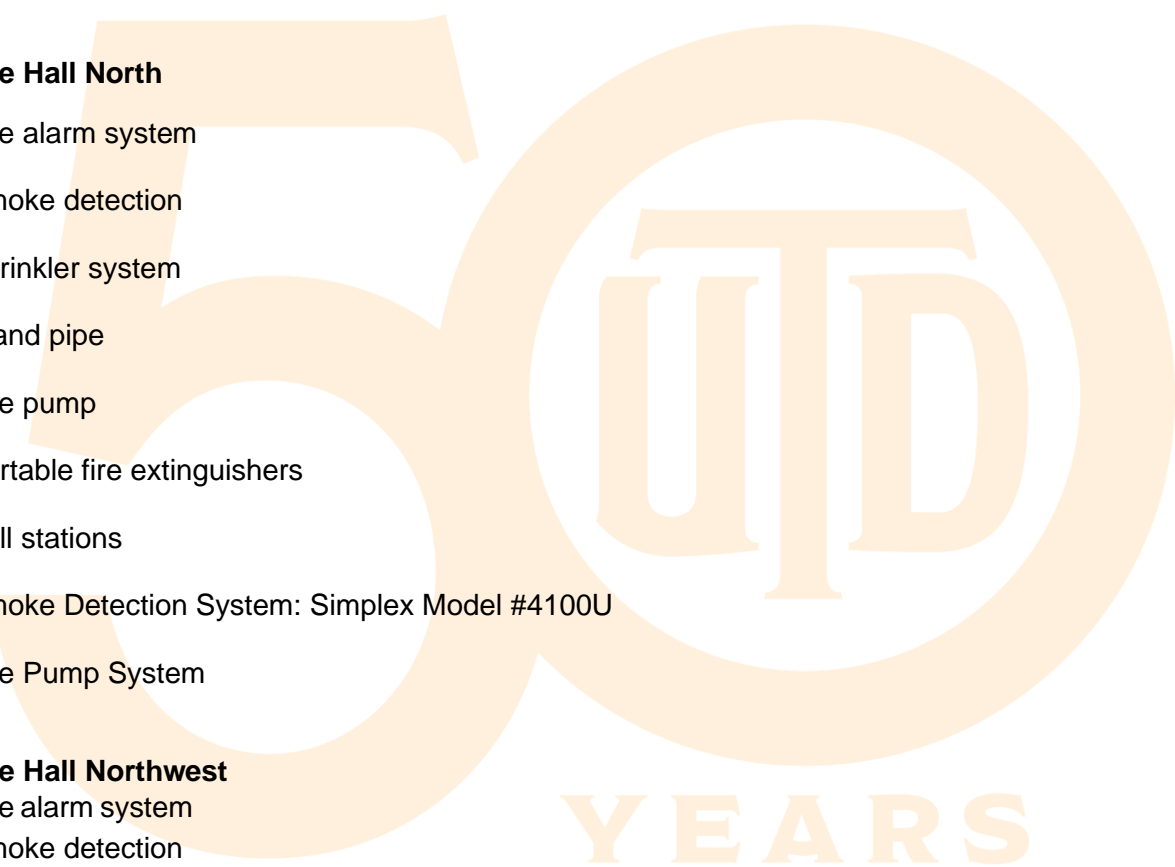 e Hall North
e alarm system
noke detection
rinkler system
and pipe
e pump
rtable fire extinguishers
ll stations
noke Detection System: Simplex Model #4100U
e Pump System
e Hall Northwest
e alarm system
noke detection
50
UTD
YEARS